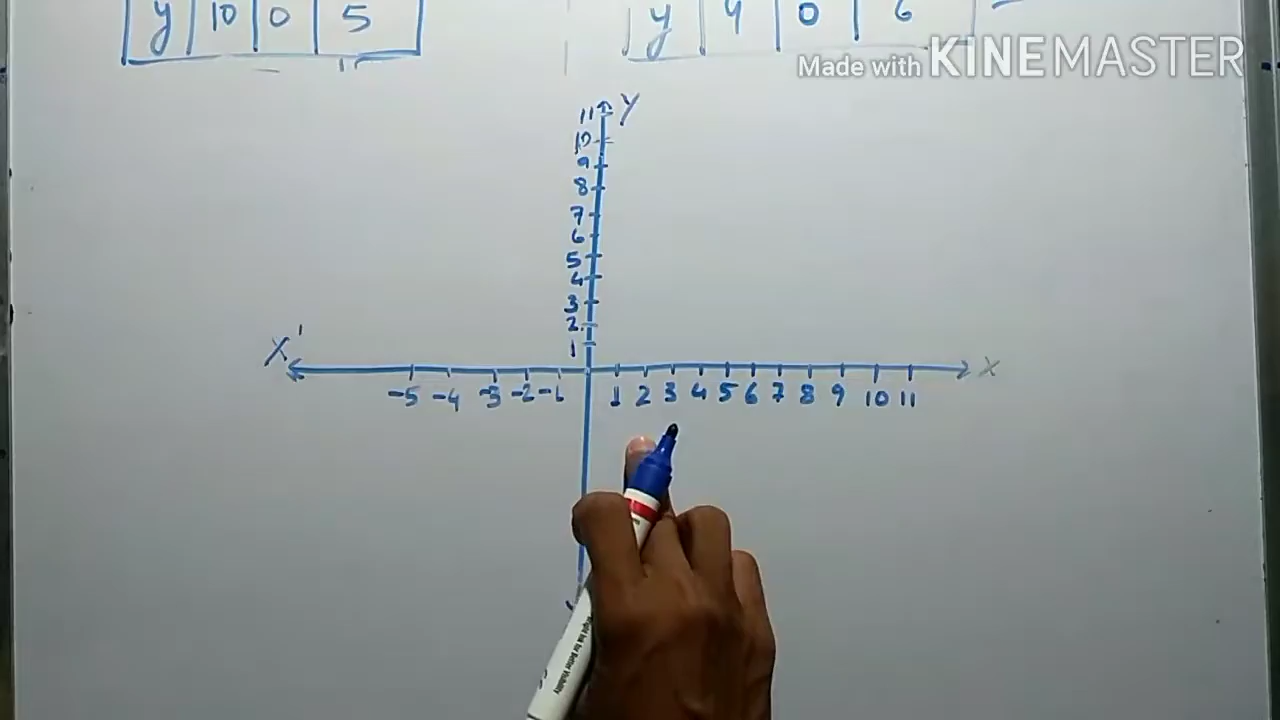 y 10 0 5
y 4 0 6
Made with KINEMASTER
Y
11
10
9
8
7
6
5
4
3
2
1
X' X
-5 -4 -3 -2 -1 1 2 3 4 5 6 7 8 9 10 11